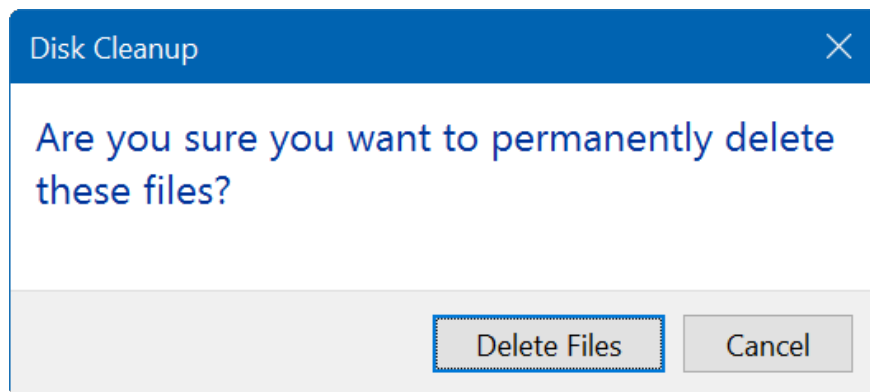 Disk Cleanup
Are you sure you want to permanently delete
these files?
Delete Files
Cancel